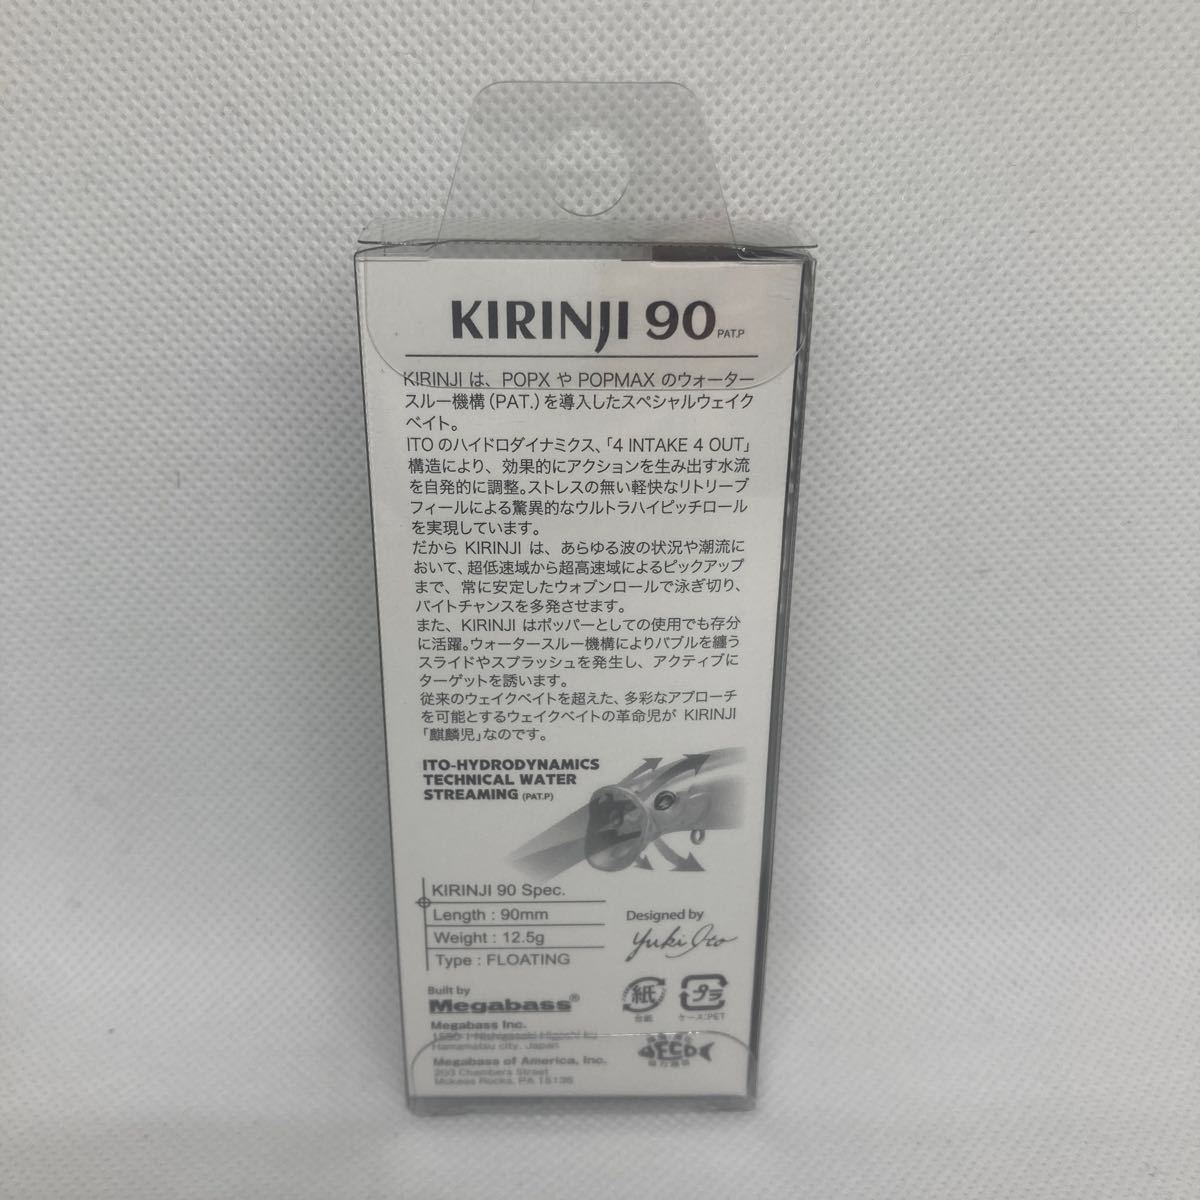 KIRINJI 90 PAT.P
KIRINJI は、POPX や POPMAX のウォーター
スルー機構(PAT.)を導入したスペシャルウェイク
ベイト。
ITO のハイドロダイナミクス、「4 INTAKE 4 OUT」
構造により、効果的にアクションを生み出す水流
を自発的に調整。ストレスの無い軽快なリトリーブ
フィールによる驚異的なウルトラハイピッチロール
を実現しています。
だから KIRINJI は、あらゆる波の状況や潮流に
おいて、超低速域から超高速域によるピックアップ
まで、常に安定したウォブンロールで泳ぎ切り、
バイトチャンスを多発させます。
また、KIRINJI はポッパーとしての使用でも存分
に活躍。ウォータースルー機構によりバブルを纏う
スライドやスプラッシュを発生し、アクティブに
ターゲットを誘います。
従来のウェイクベイトを超えた、多彩なアプローチ
を可能とするウェイクベイトの革命児が KIRINJI
「麒麟児」なのです。
ITO-HYDRODYNAMICS
TECHNICAL WATER
STREAMING (PAT.P)
KIRINJI 90 Spec.
Length : 90mm
Weight : 12.5g
Type : FLOATING
Designed by
Yuki Ito
Built by
Megabass®
Megabass Inc.
Hamamatsu city, Japan
Megabass of America, Inc.
203 Chambers Street
Mckees Rocks, PA 15136
紙
台紙
プラ
ケース:PET
ECO